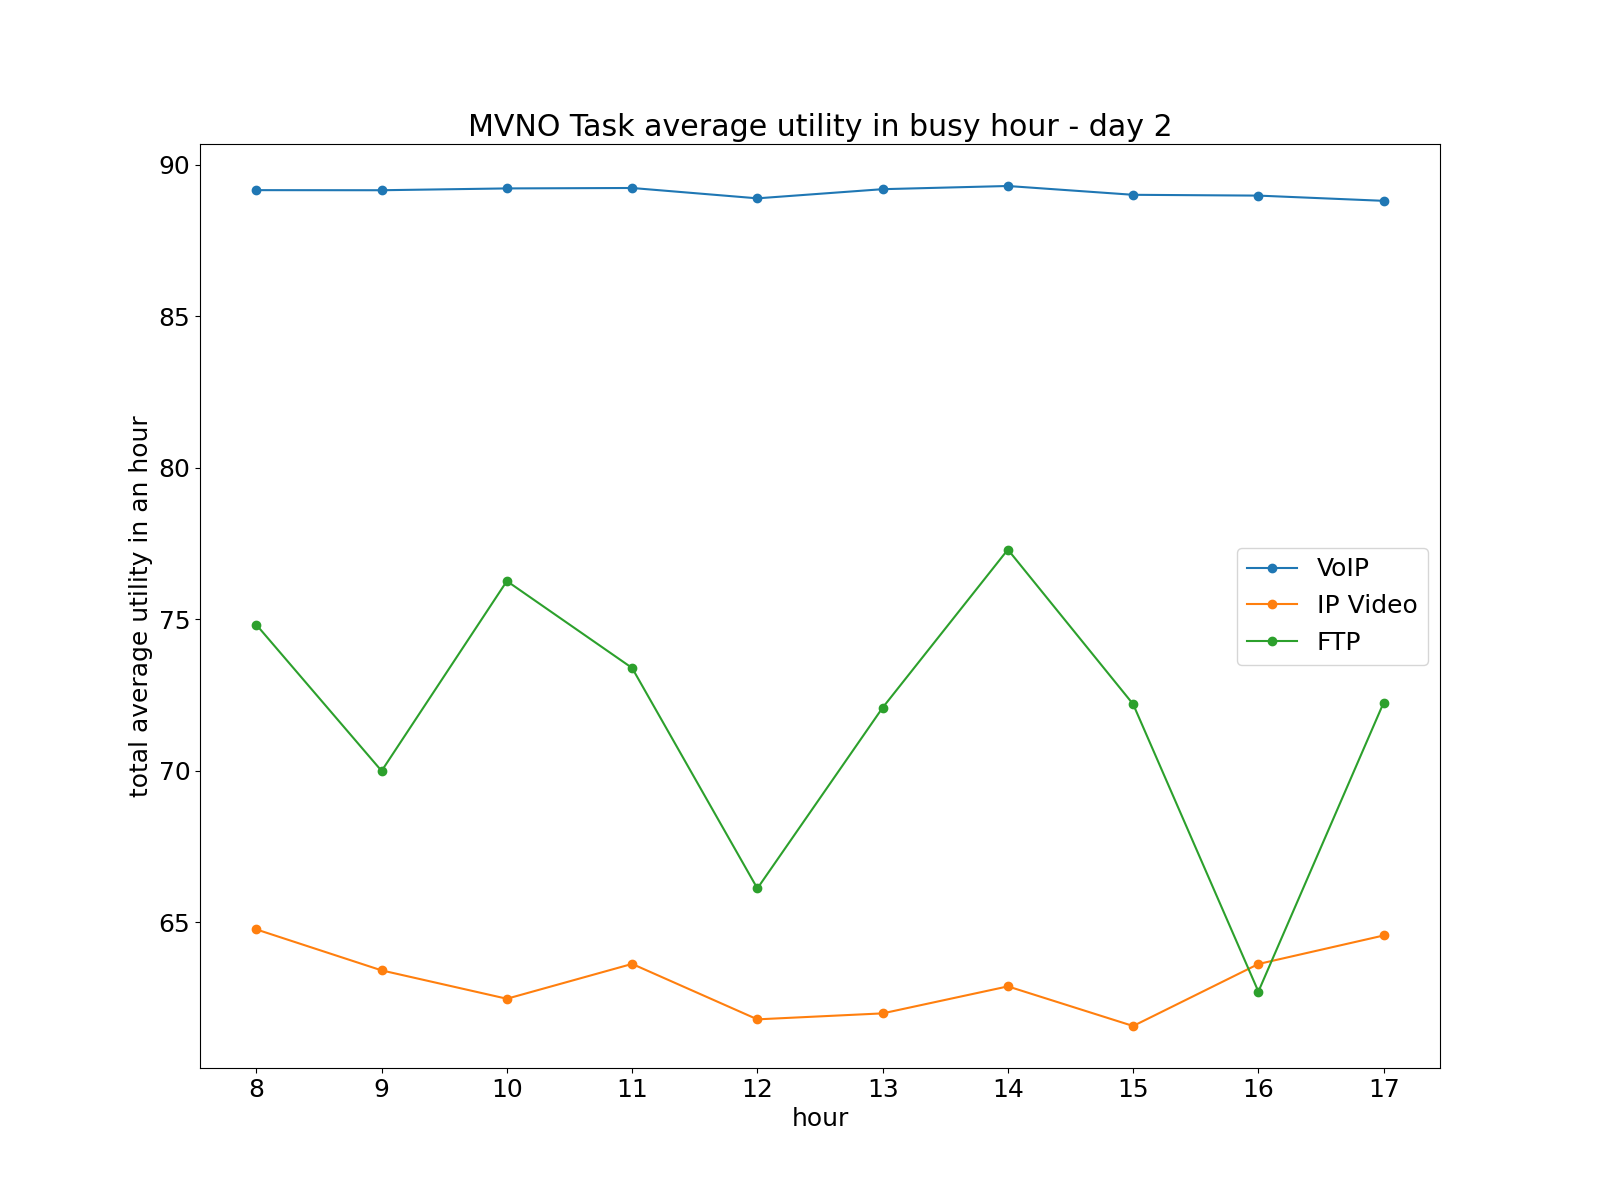 MVNO Task average utility in busy hour - day 2
total average utility in an hour
90
85
80
75
70
65
VoIP
IP Video
FTP
8 9 10 11 12 13 14 15 16 17
hour